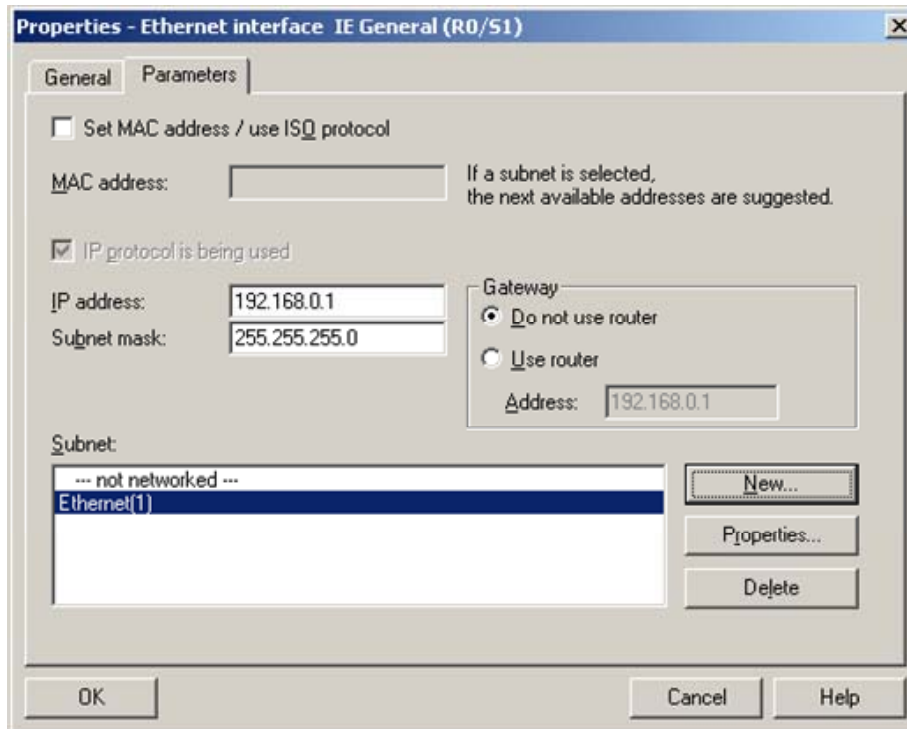 Properties - Ethernet interface IE General (R0/S1)
General
Parameters
Set MAC address / use ISO protocol
MAC address:
If a subnet is selected,
the next available addresses are suggested.
IP protocol is being used
IP address:
192.168.0.1
Subnet mask:
255.255.255.0
Gateway
Do not use router
Use router
Address:
192.168.0.1
Subnet:
--- not networked ---
Ethernet(1)
New...
Properties...
Delete
OK
Cancel
Help